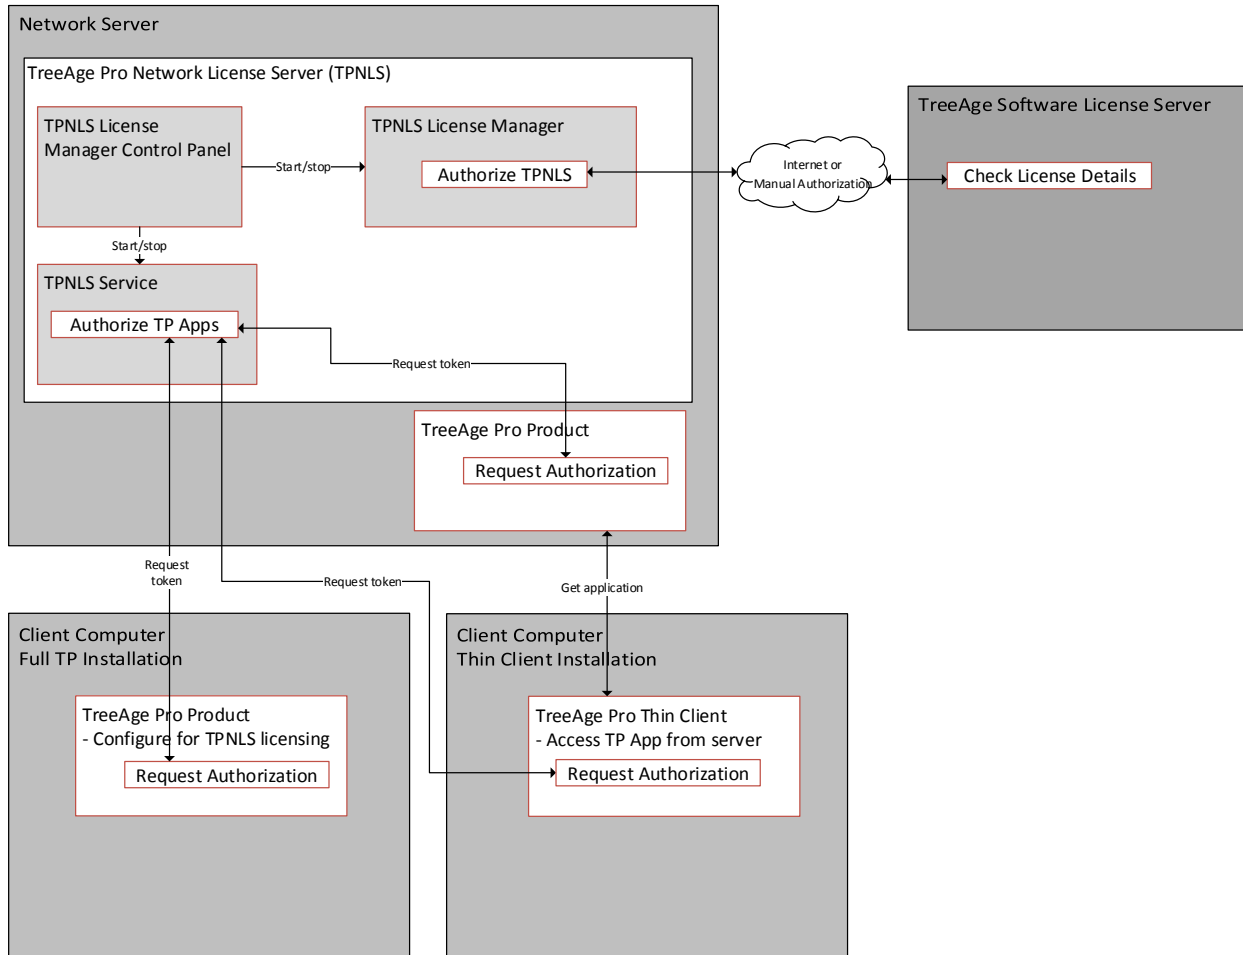 Network Server
TreeAge Pro Network License Server (TPNLS)
TPNLS License
Manager Control Panel
Start/stop
TPNLS License Manager
Authorize TPNLS
Internet or
Manual Authorization
TreeAge Software License Server
Check License Details
Start/stop
TPNLS Service
Authorize TP Apps
Request token
TreeAge Pro Product
Request Authorization
Request
token
Request token
Get application
Client Computer
Full TP Installation
TreeAge Pro Product
- Configure for TPNLS licensing
Request Authorization
Client Computer
Thin Client Installation
TreeAge Pro Thin Client
- Access TP App from server
Request Authorization